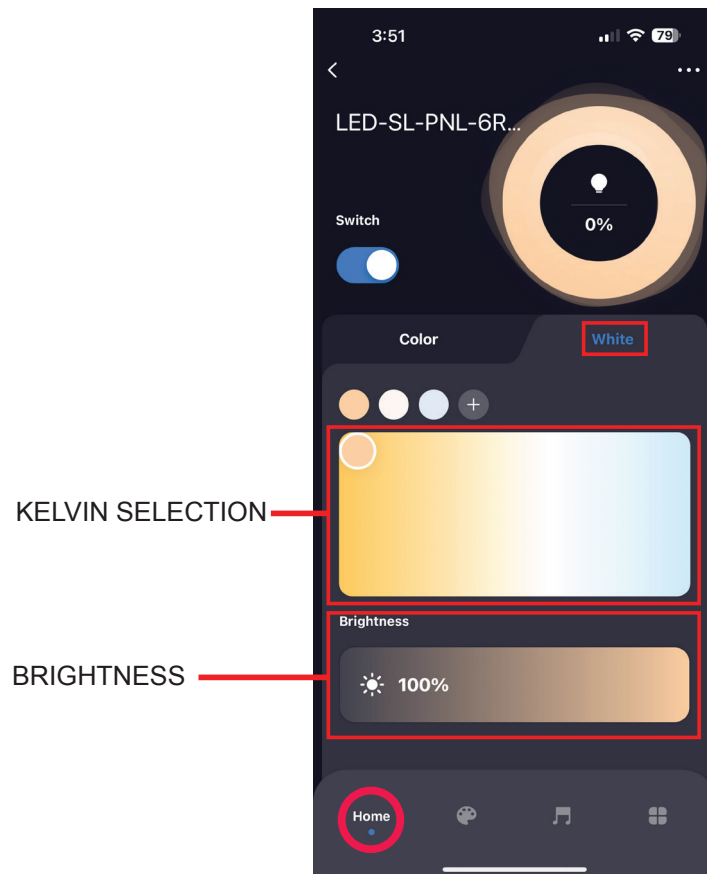 3:51
79
LED-SL-PNL-6R...
0%
Switch
Color
White
+
KELVIN SELECTION
Brightness
BRIGHTNESS
100%
Home